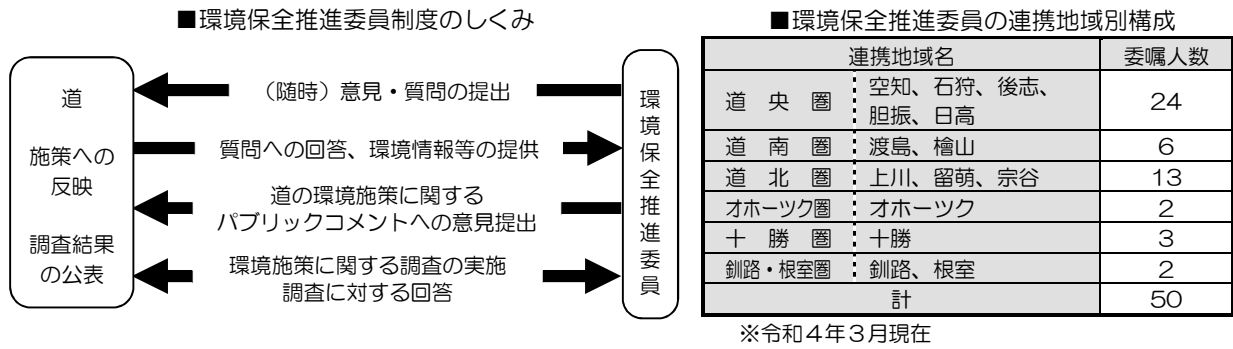 ■環境保全推進委員制度のしくみ
道
施策への
反映
調査結果
の公表
(随時)意見・質問の提出
質問への回答、環境情報等の提供
道の環境施策に関する
パブリックコメントへの意見提出
環境施策に関する調査の実施
調査に対する回答
環境保全推進委員
■環境保全推進委員の連携地域別構成
連携地域名 委嘱人数
道央圏 空知、石狩、後志、
胆振、日高 24
道南圏 渡島、檜山 6
道北圏 上川、留萌、宗谷 13
オホーツク圏 オホーツク 2
十勝圏 十勝 3
釧路・根室圏 釧路、根室 2
計 50
※令和4年3月現在